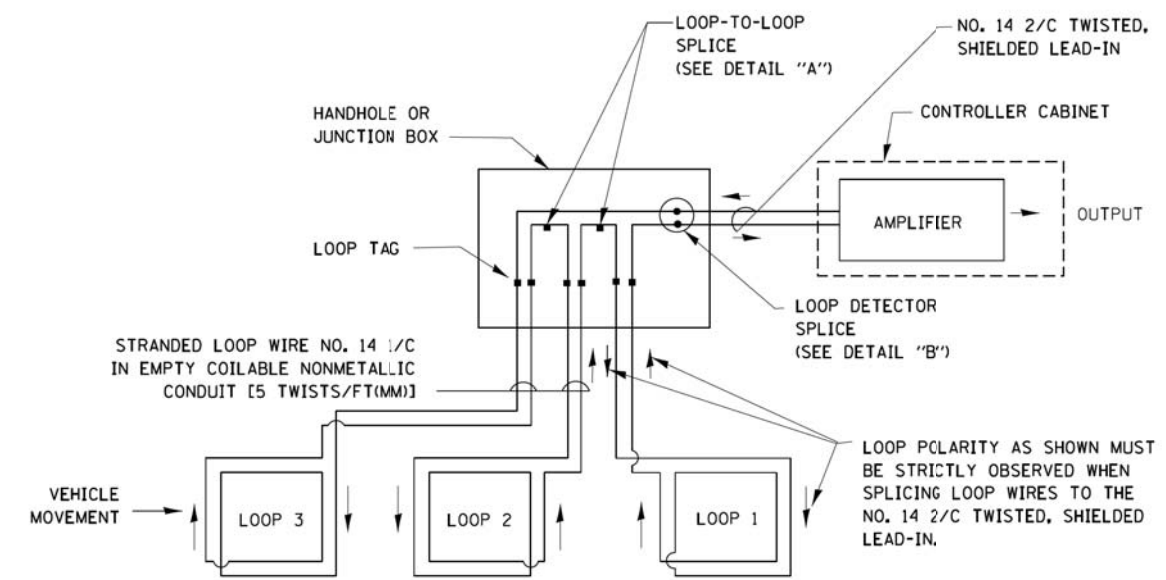 LOOP-TO-LOOP
SPLICE
(SEE DETAIL "A")
NO. 14 2/C TWISTED,
SHIELDED LEAD-IN
HANDHOLE OR
JUNCTION BOX
CONTROLLER CABINET
AMPLIFIER
OUTPUT
LOOP TAG
LOOP DETECTOR
SPLICE
(SEE DETAIL "B")
STRANDED LOOP WIRE NO. 14 1/C
IN EMPTY COILABLE NONMETALLIC
CONDUIT [5 TWISTS/FT(MM)]
LOOP POLARITY AS SHOWN MUST
BE STRICTLY OBSERVED WHEN
SPLICING LOOP WIRES TO THE
NO. 14 2/C TWISTED, SHIELDED
LEAD-IN.
VEHICLE
MOVEMENT
LOOP 3
LOOP 2
LOOP 1